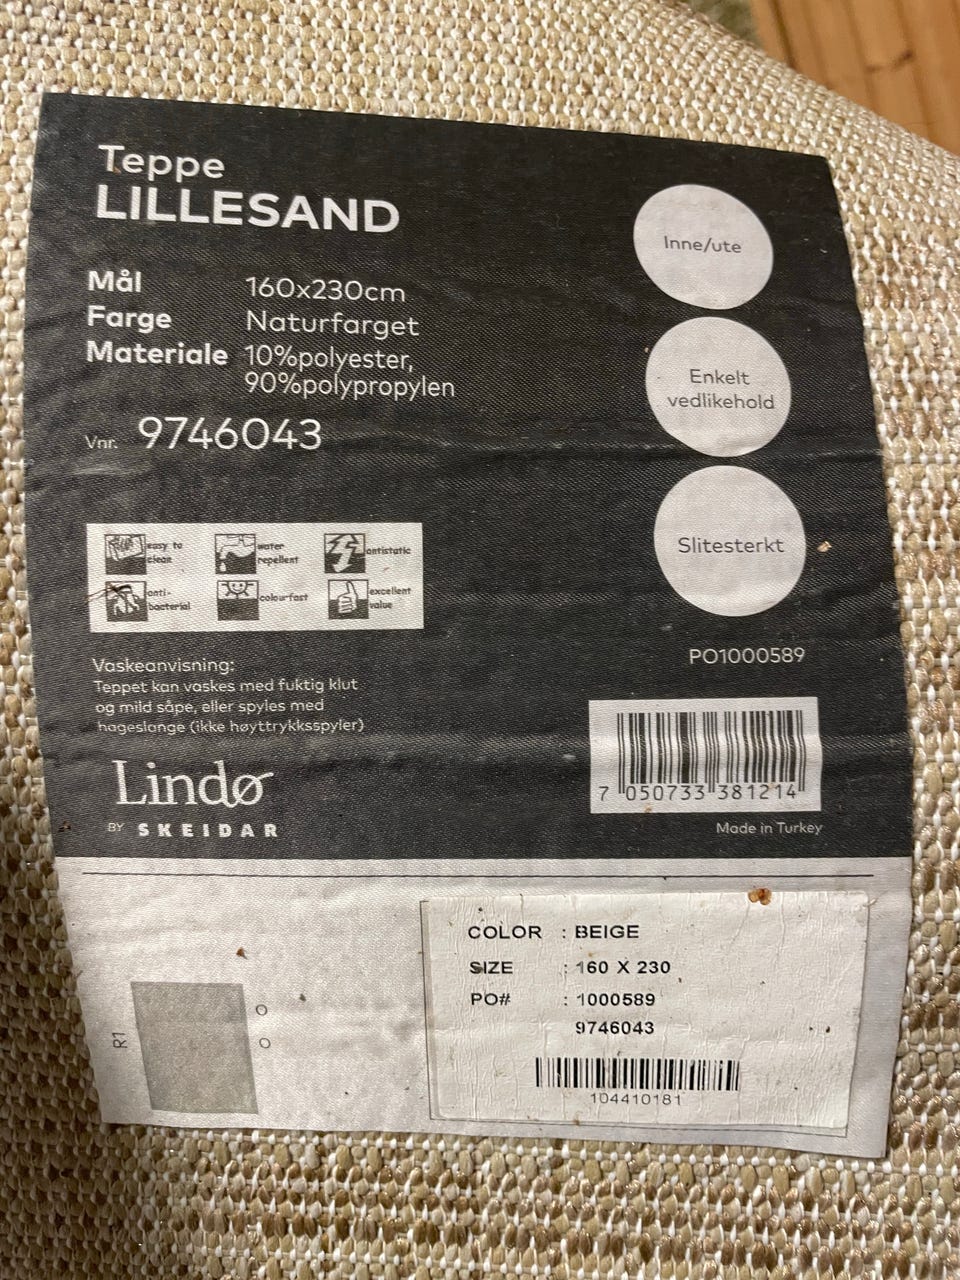 Teppe
LILLESAND
Mål 160x230cm
Farge Naturfarget
Materiale 10%polyester,
90%polypropylen
Vnr. 9746043
Inne/ute
Enkelt
vedlikehold
Slitesterkt
easy to
clean
water
repellent
antistatic
anti-
bacterial
colourfast
excellent
value
Vaskeanvisning:
Teppet kan vaskes med fuktig klut
og mild såpe, eller spyles med
hageslange (ikke høyttrykksspyler)
PO1000589
7 050733 381214
Made in Turkey
Lindø
BY SKEIDAR
R1
COLOR : BEIGE
SIZE : 160 X 230
PO# : 1000589
9746043
104410181